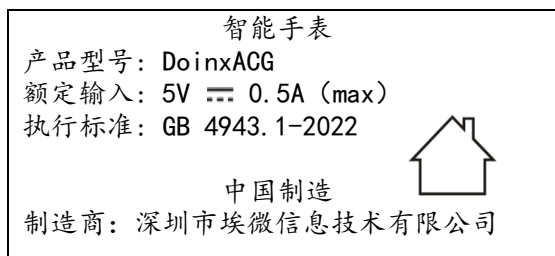 智能手表
产品型号：DoinxACG
额定输入：5V ⎓ 0.5A（max）
执行标准：GB 4943.1-2022
中国制造
制造商：深圳市埃微信息技术有限公司